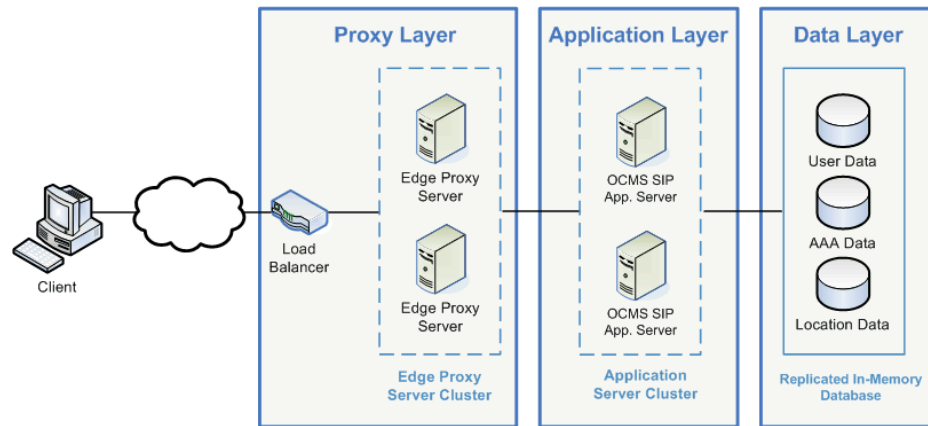 Proxy Layer
Application Layer
Data Layer
Edge Proxy
Server
Edge Proxy
Server
OCMS SIP
App. Server
OCMS SIP
App. Server
User Data
AAA Data
Location Data
Client
Load
Balancer
Edge Proxy
Server Cluster
Application
Server Cluster
Replicated In-Memory
Database